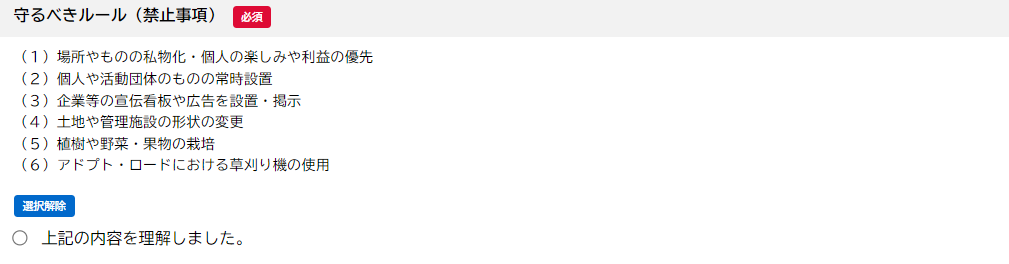 守るべきルール（禁止事項） 必須
（１）場所やものの私物化・個人の楽しみや利益の優先
（２）個人や活動団体のものの常時設置
（３）企業等の宣伝看板や広告を設置・掲示
（４）土地や管理施設の形状の変更
（５）植樹や野菜・果物の栽培
（６）アドプト・ロードにおける草刈り機の使用
選択解除
上記の内容を理解しました。